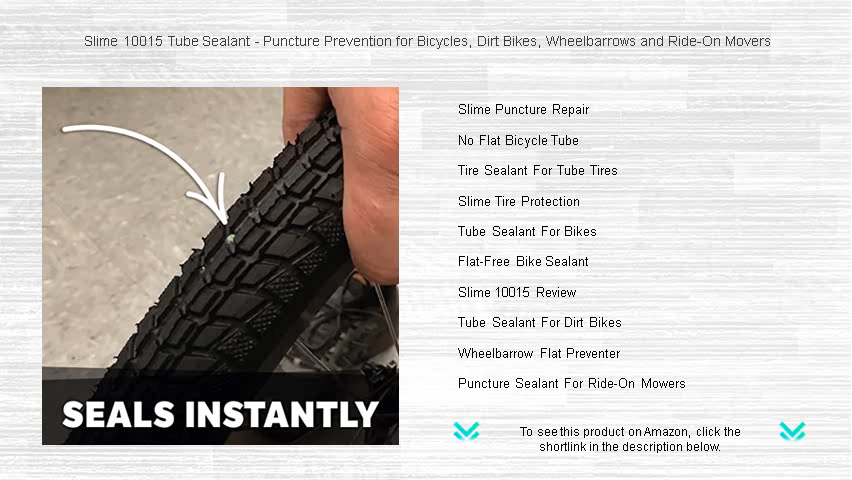 Slime 10015 Tube Sealant - Puncture Prevention for Bicycles, Dirt Bikes, Wheelbarrows and Ride-On Movers
Slime Puncture Repair
No Flat Bicycle Tube
Tire Sealant For Tube Tires
Slime Tire Protection
Tube Sealant For Bikes
Flat-Free Bike Sealant
Slime 10015 Review
Tube Sealant For Dirt Bikes
Wheelbarrow Flat Preventer
Puncture Sealant For Ride-On Mowers
SEALS INSTANTLY
To see this product on Amazon, click the
shortlink in the description below.